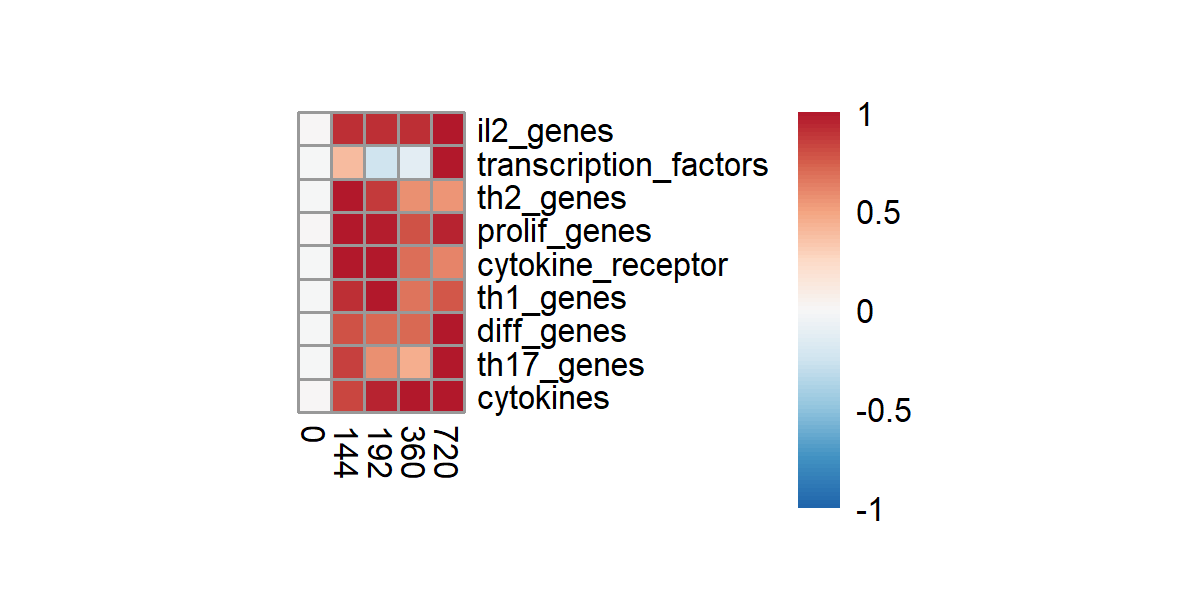 il2_genes
transcription_factors
th2_genes
prolif_genes
cytokine_receptor
th1_genes
diff_genes
th17_genes
cytokines
0
144
192
360
720
1
0.5
0
-0.5
-1